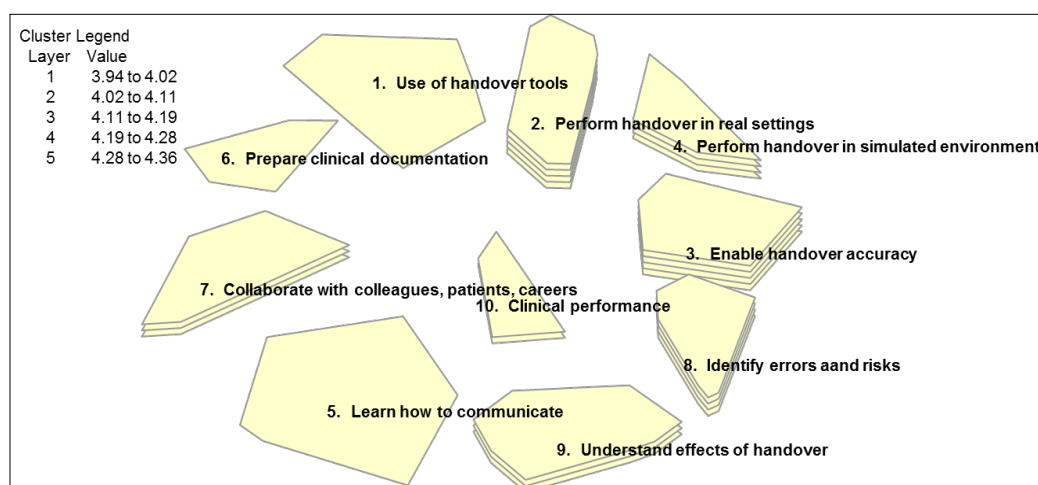 Cluster Legend
Layer Value
1 3.94 to 4.02
2 4.02 to 4.11
3 4.11 to 4.19
4 4.19 to 4.28
5 4.28 to 4.36
1. Use of handover tools
2. Perform handover in real settings
4. Perform handover in simulated environment
6. Prepare clinical documentation
3. Enable handover accuracy
7. Collaborate with colleagues, patients, careers
10. Clinical performance
8. Identify errors aand risks
5. Learn how to communicate
9. Understand effects of handover